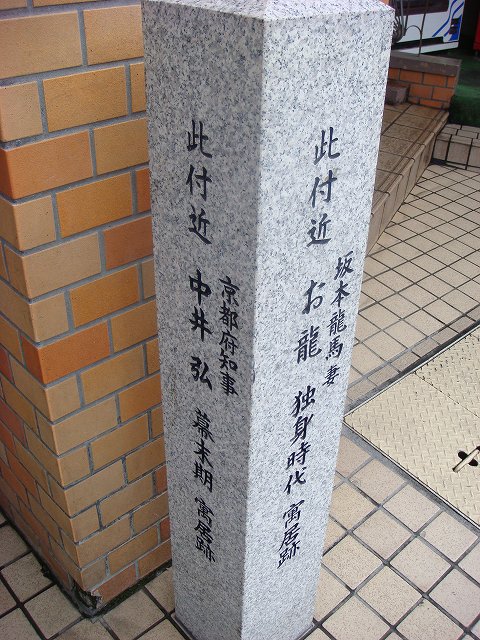 此付近
坂本龍馬妻
お龍 独身時代 寓居跡
此付近
京都府知事
中井 弘 幕末期 寓居跡